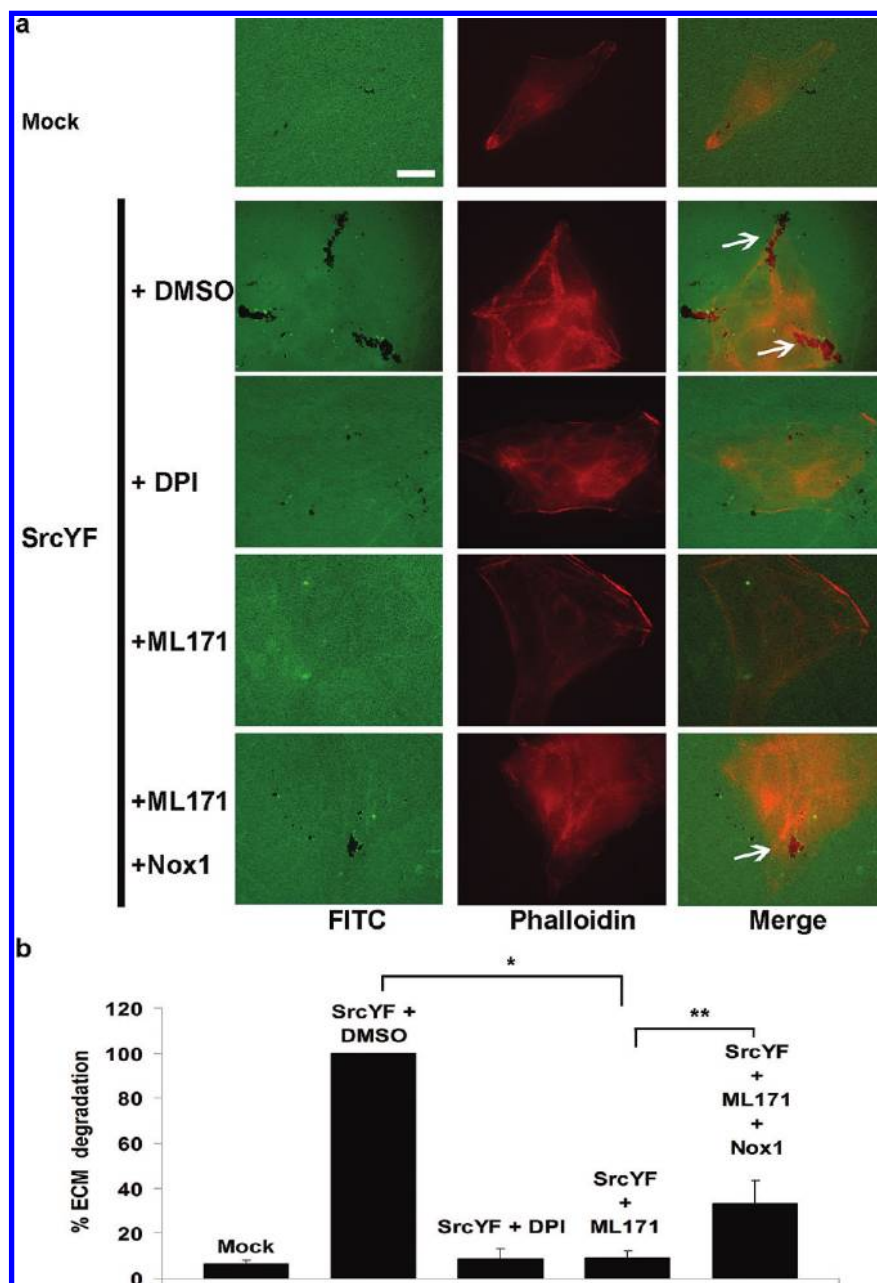 a
Mock
SrcYF
+ DMSO
+ DPI
+ML171
+ML171
+Nox1
FITC
Phalloidin
Merge
b
% ECM degradation
120
100
80
60
40
20
0
Mock
SrcYF +
DMSO
SrcYF + DPI
SrcYF
+
ML171
SrcYF
+
ML171
+
Nox1
*
**